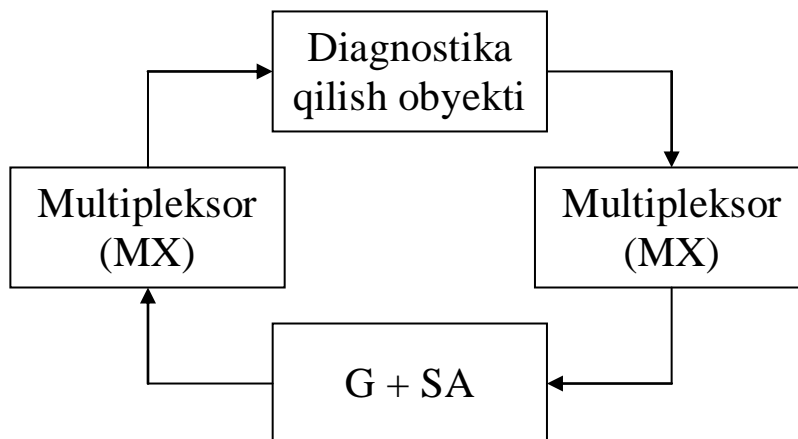 Diagnostika
qilish obyekti
Multipleksor
(MX)
Multipleksor
(MX)
G + SA